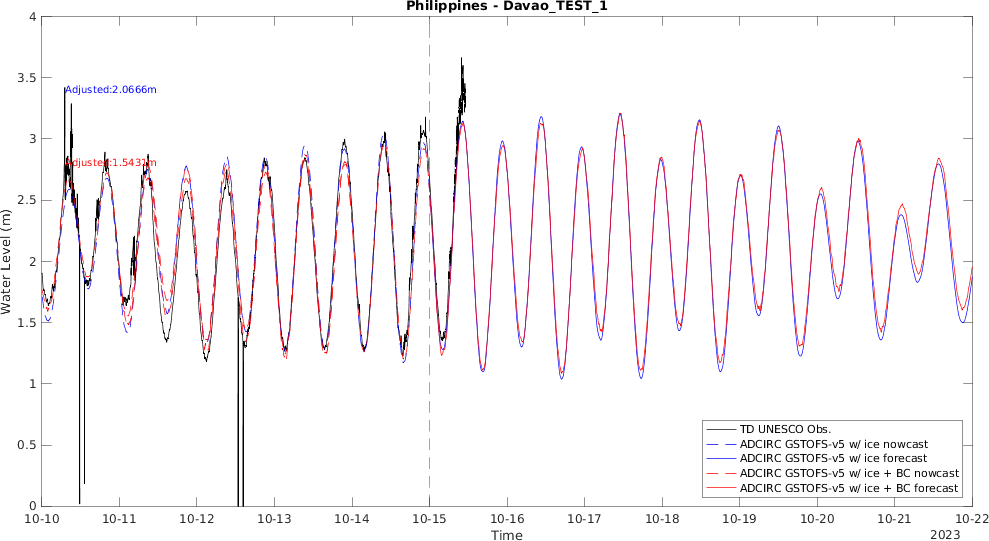 Philippines - Davao_TEST_1
4
3.5
3
2.5
2
1.5
1
0.5
0
Water Level (m)
Adjusted:2.0666m
Adjusted:1.5431m
TD UNESCO Obs.
ADCIRC GSTOFS-v5 w/ ice nowcast
ADCIRC GSTOFS-v5 w/ ice forecast
ADCIRC GSTOFS-v5 w/ ice + BC nowcast
ADCIRC GSTOFS-v5 w/ ice + BC forecast
10-10 10-11 10-12 10-13 10-14 10-15 10-16 10-17 10-18 10-19 10-20 10-21 10-22
Time
2023